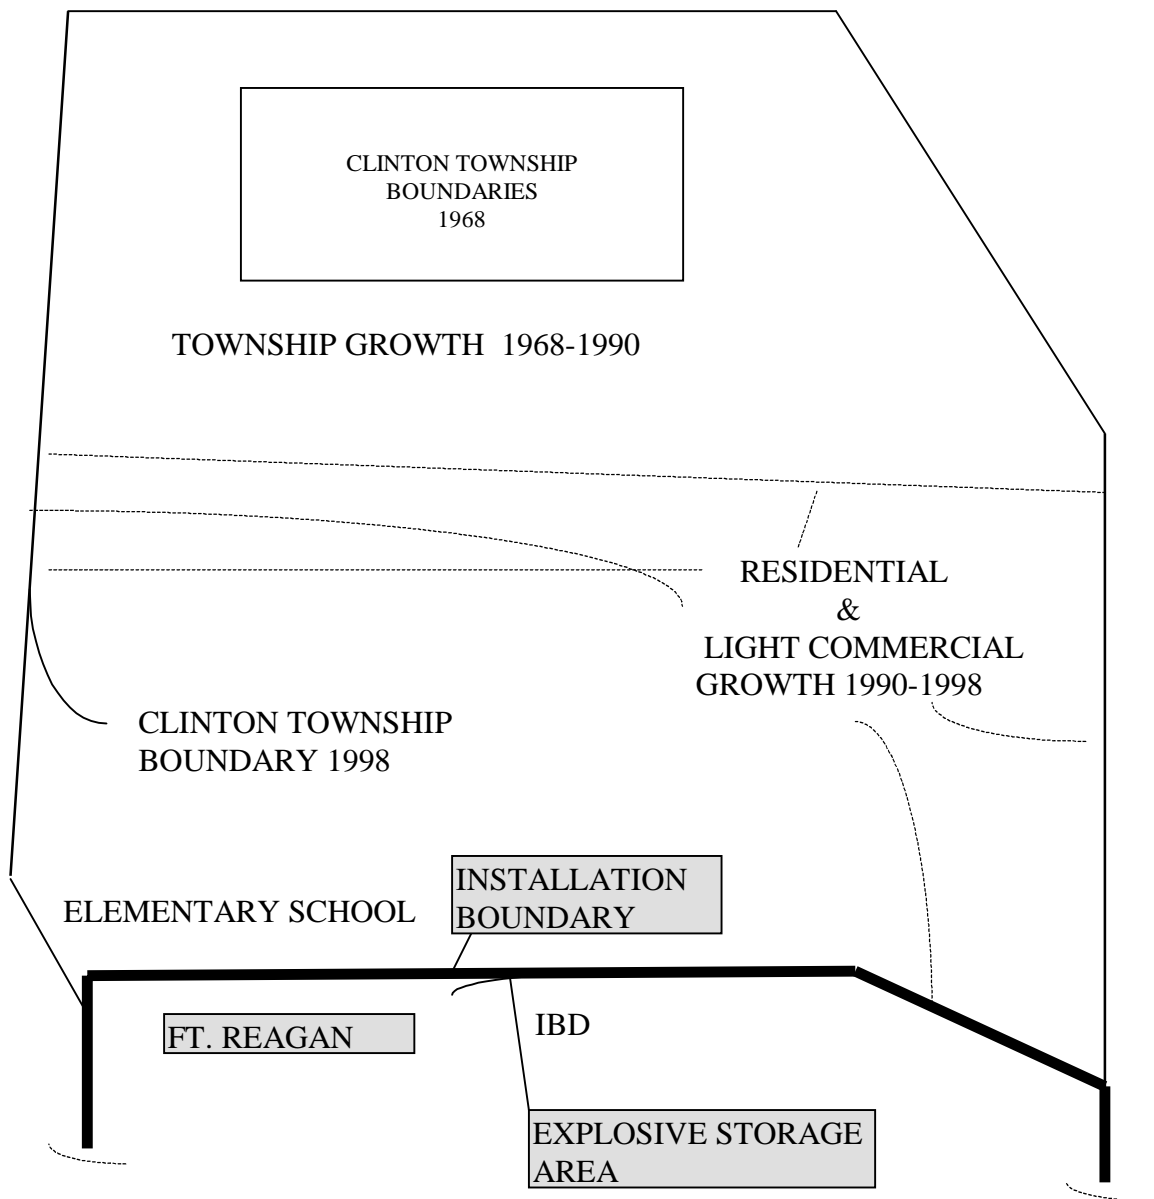 CLINTON TOWNSHIP
BOUNDARIES
1968
TOWNSHIP GROWTH 1968-1990
RESIDENTIAL
&
LIGHT COMMERCIAL
GROWTH 1990-1998
CLINTON TOWNSHIP
BOUNDARY 1998
INSTALLATION
BOUNDARY
ELEMENTARY SCHOOL
IBD
FT. REAGAN
EXPLOSIVE STORAGE
AREA